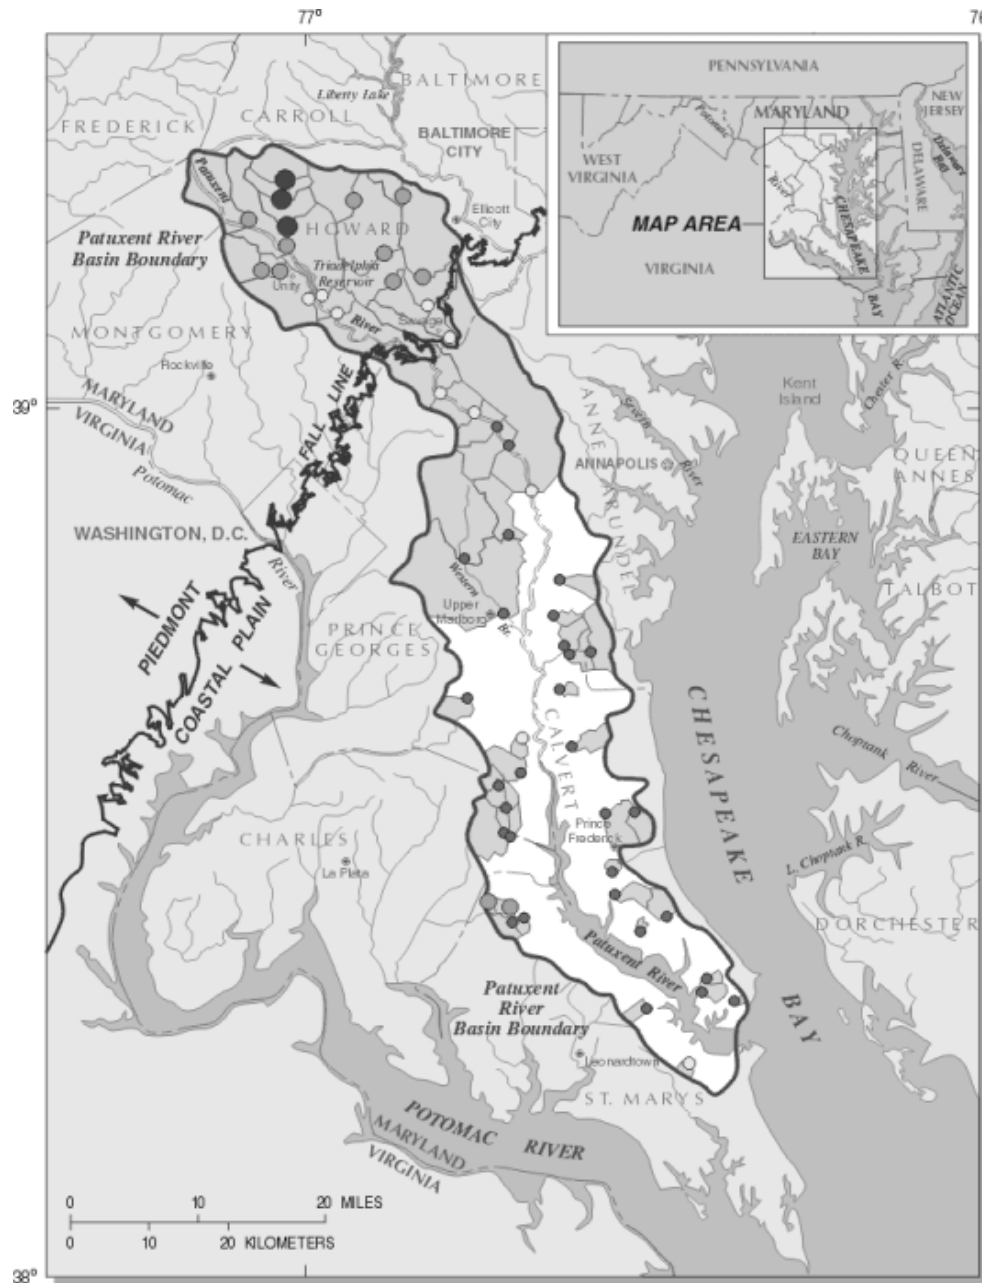 77°
76
BALTIMORE
Liberty Lake
CARROLL
FREDERICK
BALTIMORE
CITY
Patuxent
Ellicott
City
HOWARD
Patuxent River
Basin Boundary
Triadelphia
Reservoir
Unity
River
Savage
MONTGOMERY
Rockville
PENNSYLVANIA
MARYLAND
NEW
JERSEY
Potomac
WEST
VIRGINIA
DELAWARE
Delaware
Bay
River
MAP AREA
CHESAPEAKE
VIRGINIA
BAY
ATLANTIC
OCEAN
39°
MARYLAND
VIRGINIA
FALL LINE
Potomac
Kent
Island
Chester R.
ANNE ARUNDEL
Severn
River
ANNAPOLIS
QUEEN
ANNES
WASHINGTON, D.C.
River
EASTERN
BAY
Western
Br.
Upper
Marlboro
TALBOT
PIEDMONT
COASTAL PLAIN
PRINCE
GEORGES
CHESAPEAKE
BAY
CALVERT
Choptank
River
Prince
Frederick
CHARLES
La Plata
L. Choptank R.
DORCHESTER
Patuxent River
Patuxent
River
Basin Boundary
Leonardtown
ST. MARYS
POTOMAC RIVER
MARYLAND
VIRGINIA
0 10 20 MILES
0 10 20 KILOMETERS
38°